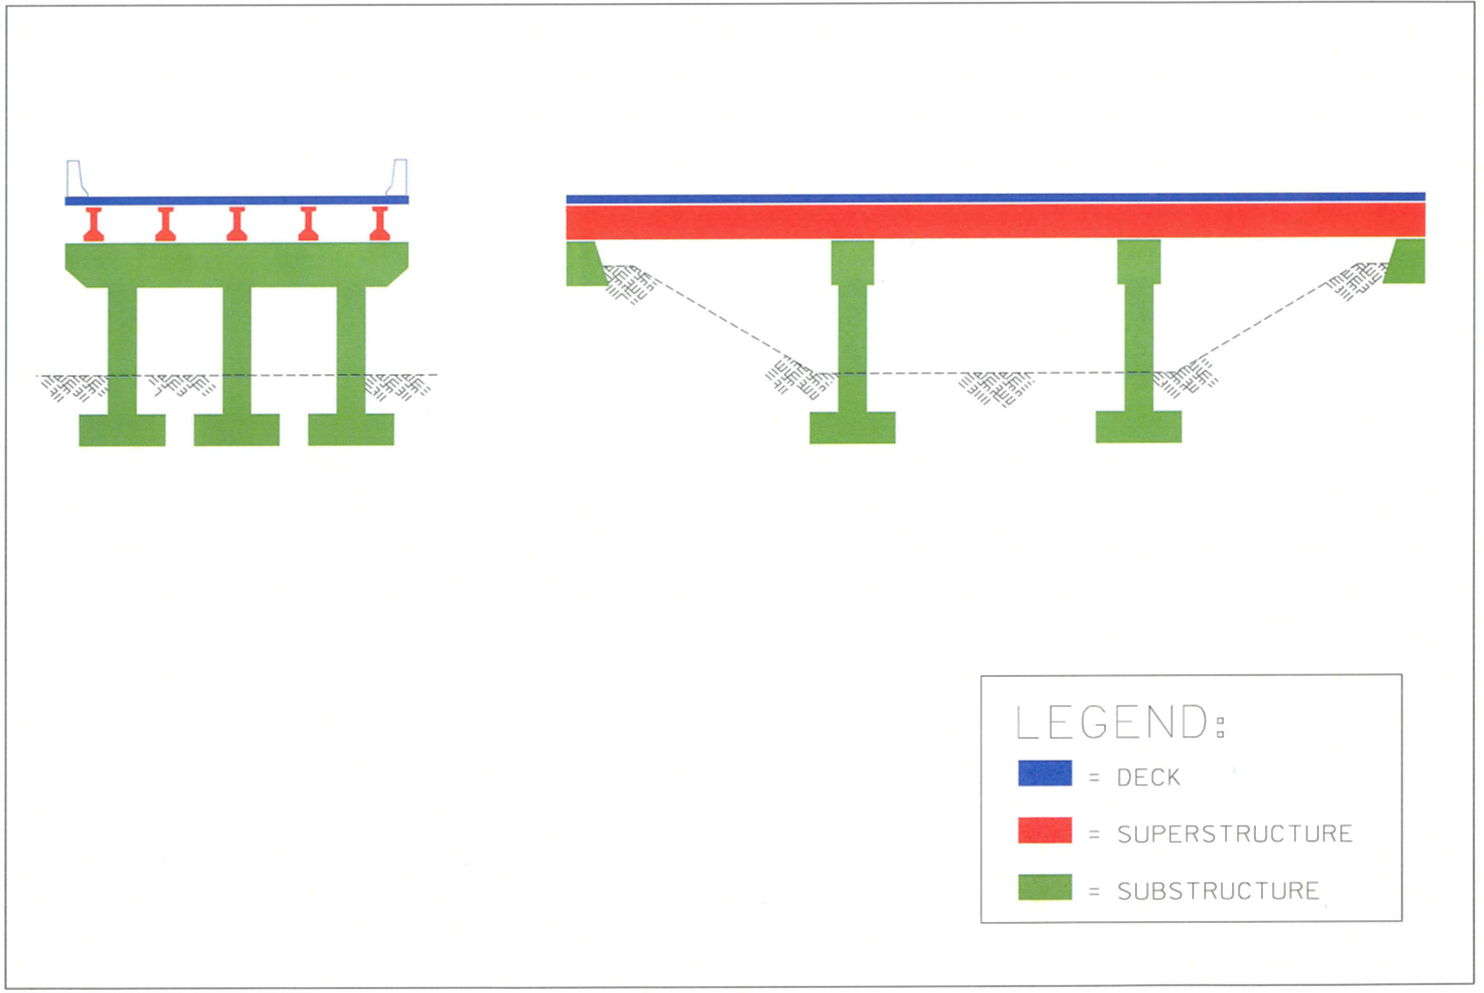 LEGEND:
= DECK
= SUPERSTRUCTURE
= SUBSTRUCTURE